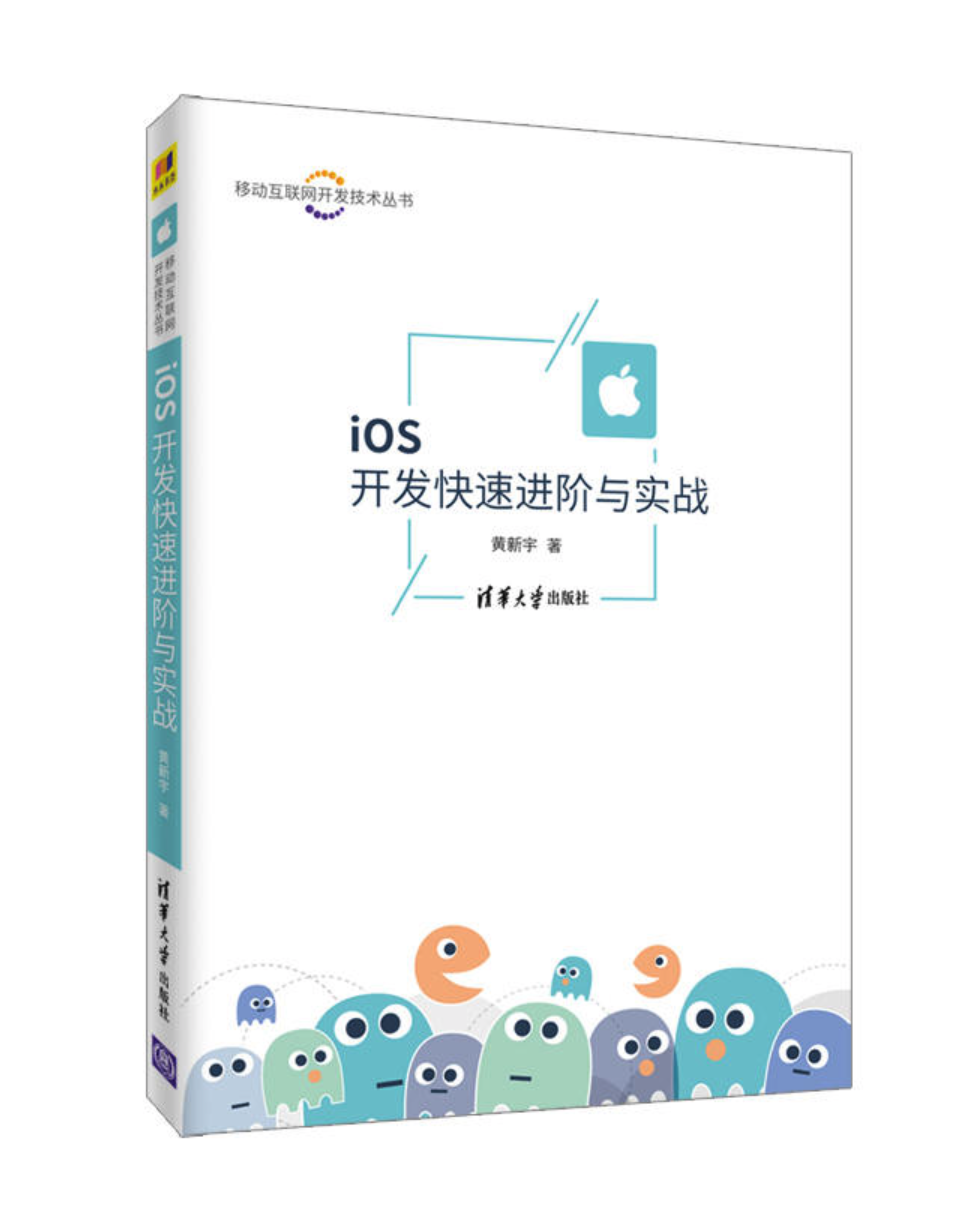 移动互联网开发技术丛书
iOS
开发快速进阶与实战
黄新宇 著
清华大学出版社
移动互联网
开发技术丛书
iOS 开发快速进阶与实战
黄新宇 著
清华大学出版社